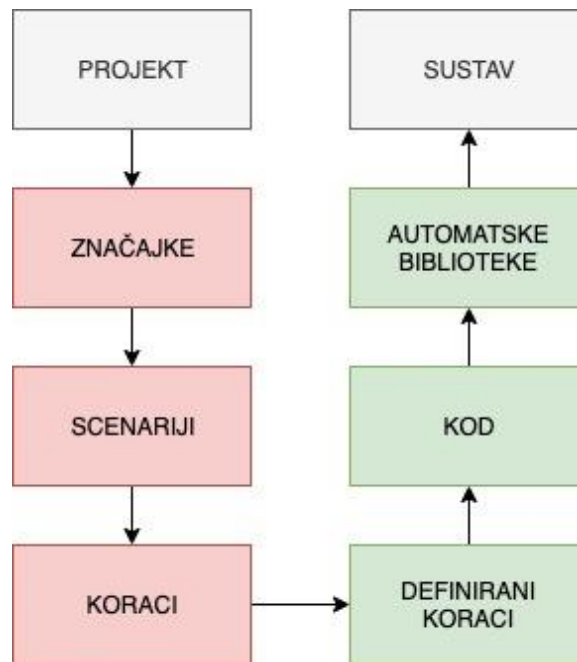 PROJEKT
ZNAČAJKE
SCENARIJI
KORACI
DEFINIRANI
KORACI
KOD
AUTOMATSKE
BIBLIOTEKE
SUSTAV